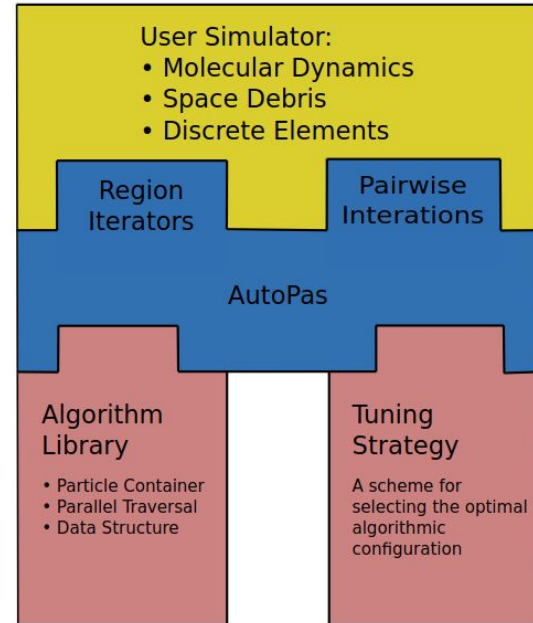 User Simulator:
• Molecular Dynamics
• Space Debris
• Discrete Elements
Region
Iterators
Pairwise
Interations
AutoPas
Algorithm
Library
• Particle Container
• Parallel Traversal
• Data Structure
Tuning
Strategy
A scheme for
selecting the optimal
algorithmic
configuration